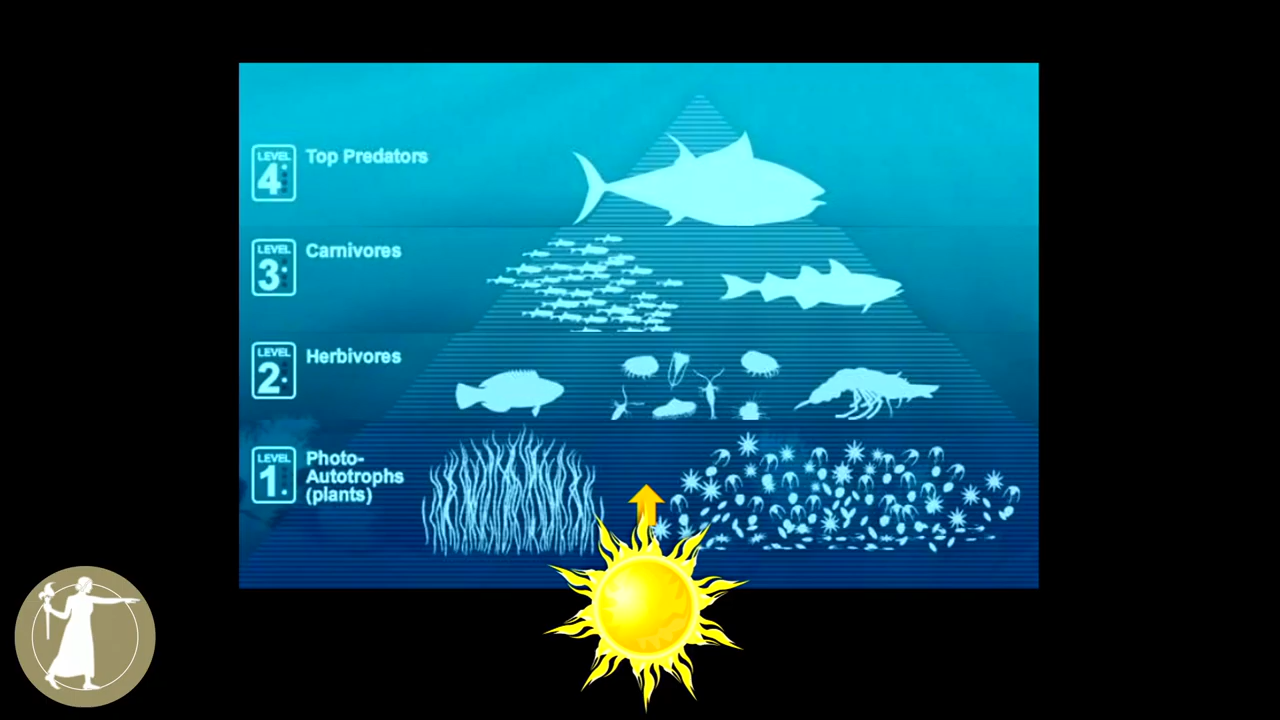 LEVEL
4
Top Predators
LEVEL
3
Carnivores
LEVEL
2
Herbivores
LEVEL
1
Photo-
Autotrophs
(plants)